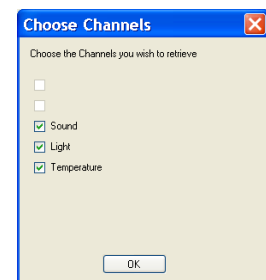 Choose Channels
Choose the Channels you wish to retrieve
Sound
Light
Temperature
OK